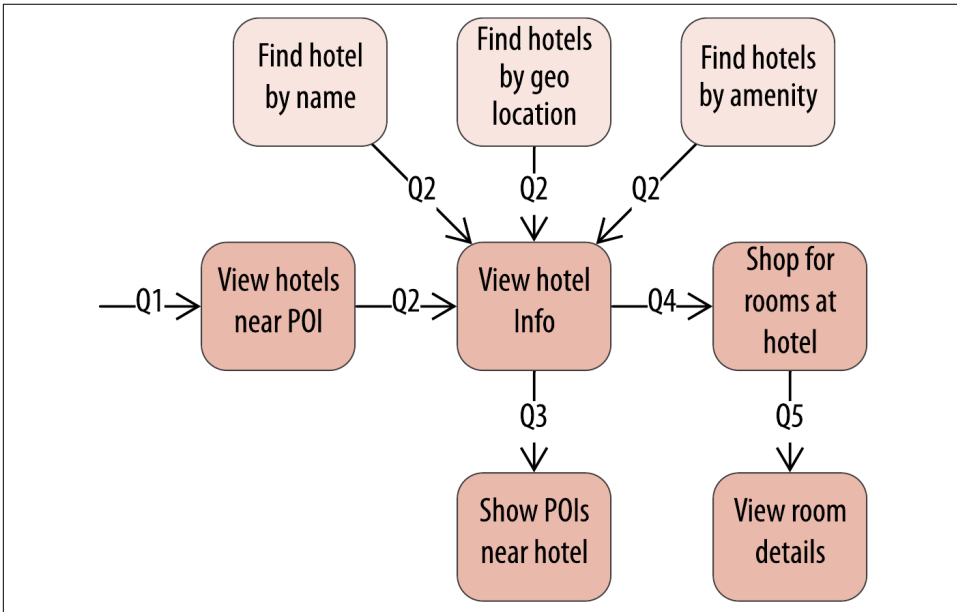 Find hotel
by name
Find hotels
by geo
location
Find hotels
by amenity
Q2
Q2
Q2
Q1
View hotels
near POI
Q2
View hotel
Info
Q4
Shop for
rooms at
hotel
Q3
Q5
Show POIs
near hotel
View room
details